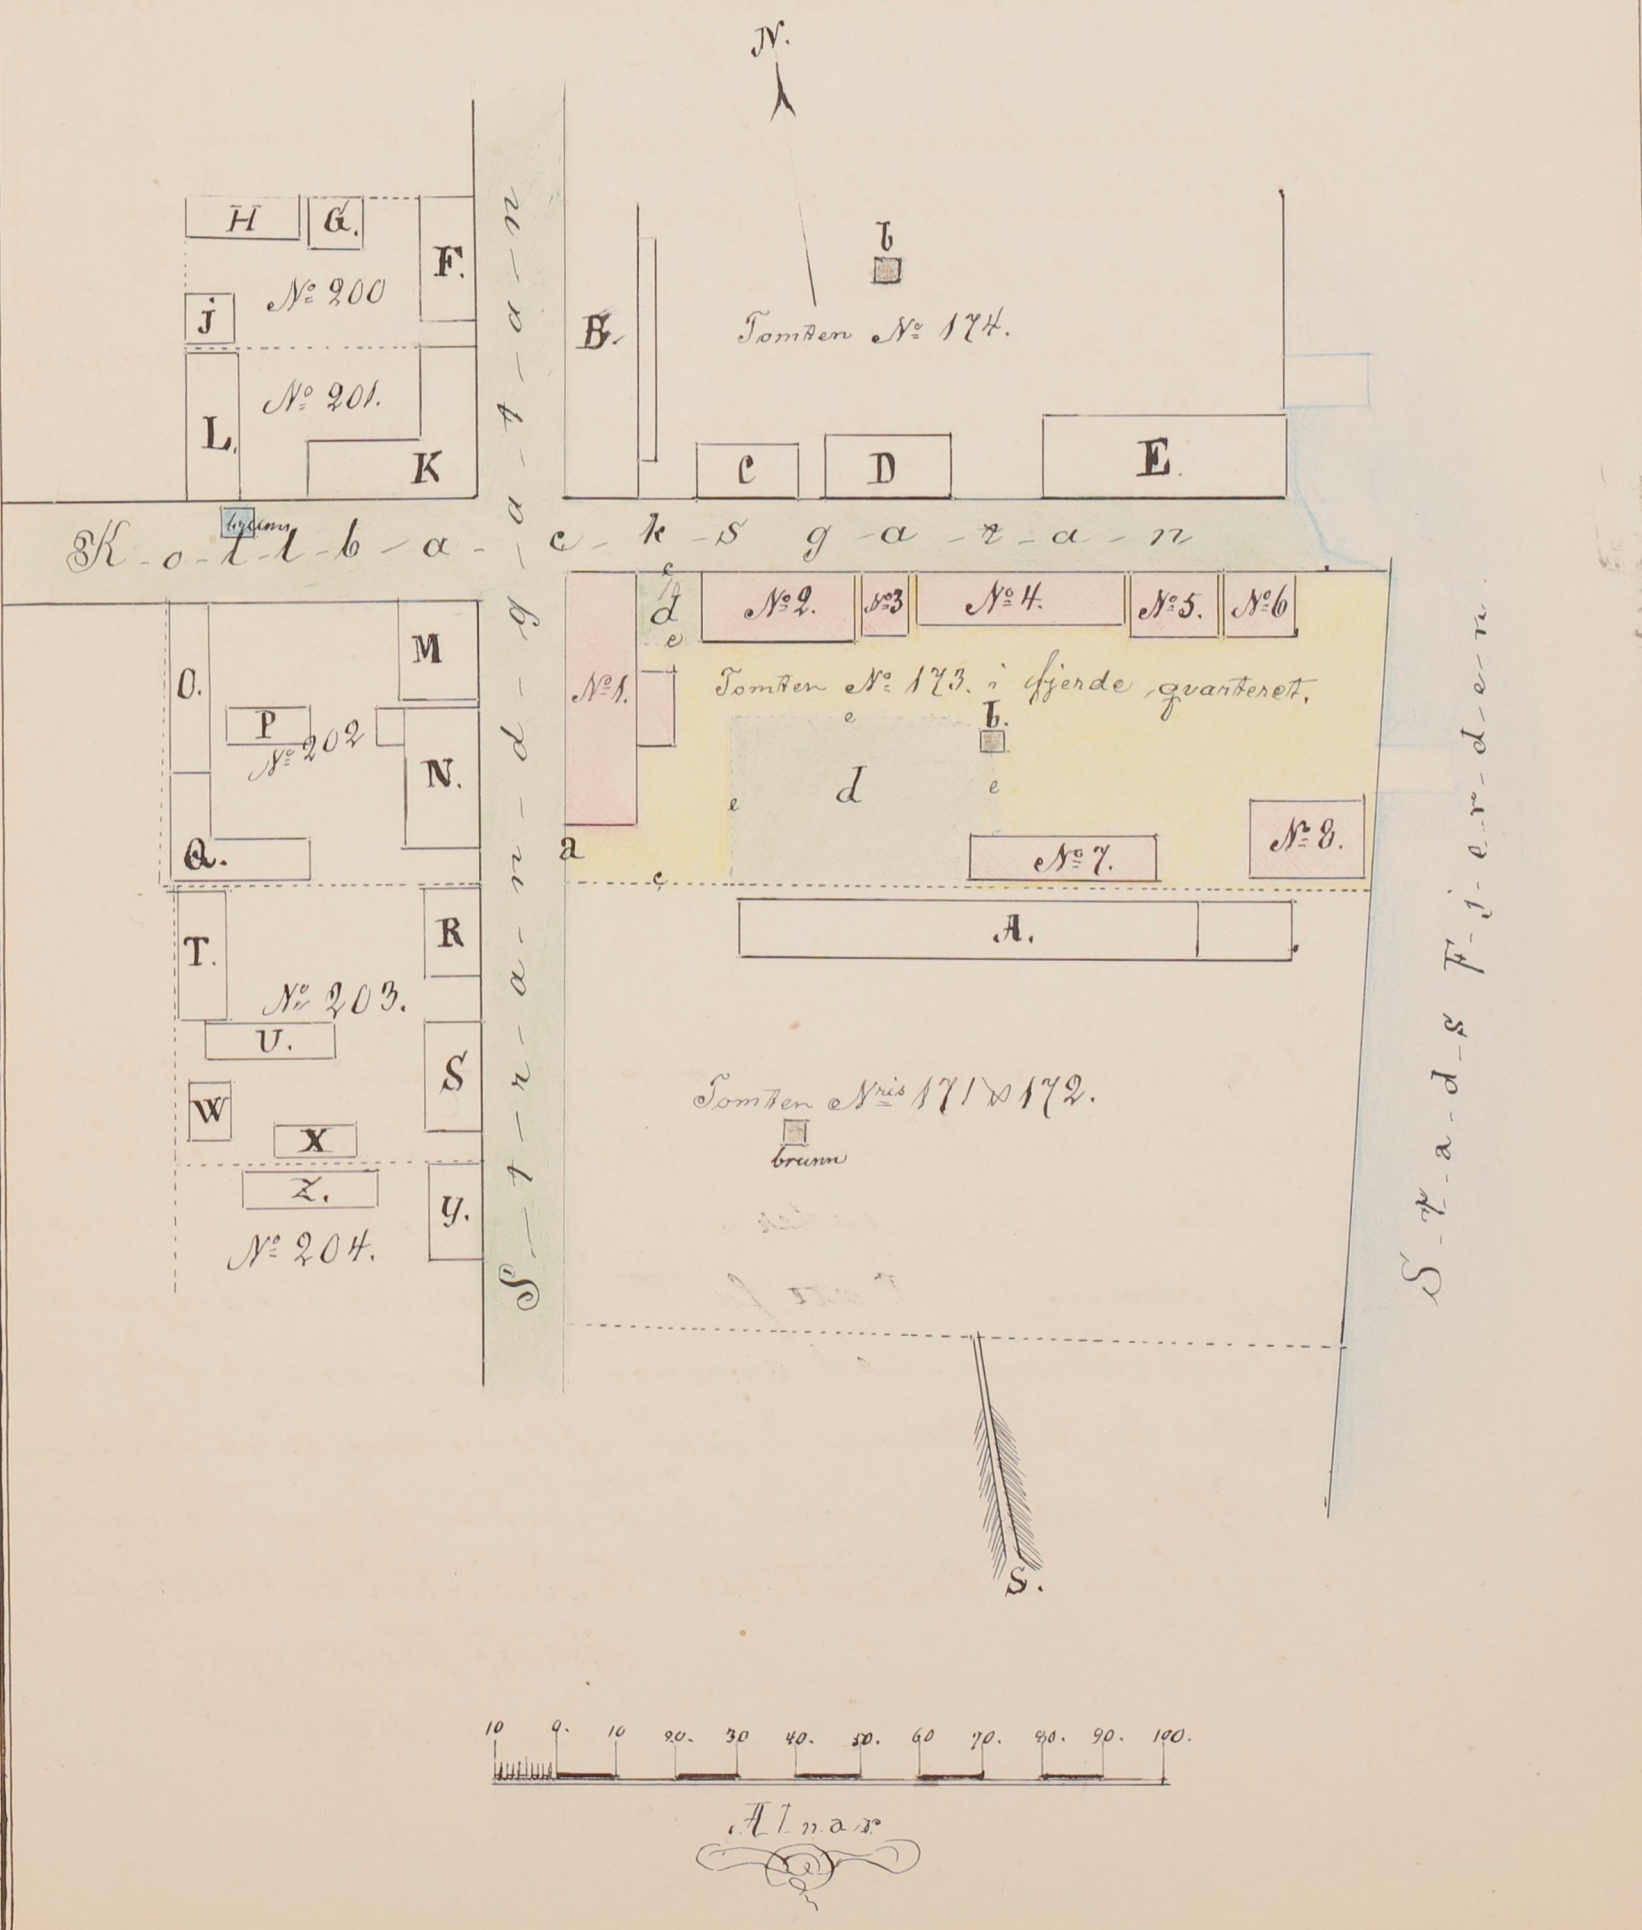 N.
H
G.
F.
No 200
j
No 201.
L.
K
B.
b
Tomten No 174.
C
D
E.
brunn
K-o-l-l-b-a-c-k-s g-a-t-a-n
S-t-r-a-n-d-g-a-t-a-n
M
O.
P
No 202
N.
Q.
e
d
e
No 1.
No 2.
No 3
No 4.
No 5.
No 6
Tomten No 173. i fjerde qvarteret.
e
b.
e
d
e
a
c
No 7.
No 8.
A.
R
T.
No 203.
U.
S
W
X
Z.
Y.
No 204.
Tomten Nris 171 & 172.
brunn
S-t-a-d-s F-j-e-r-d-e-n.
S.
10 0. 10 20. 30 40. 50. 60 70. 80. 90. 100.
Alnar